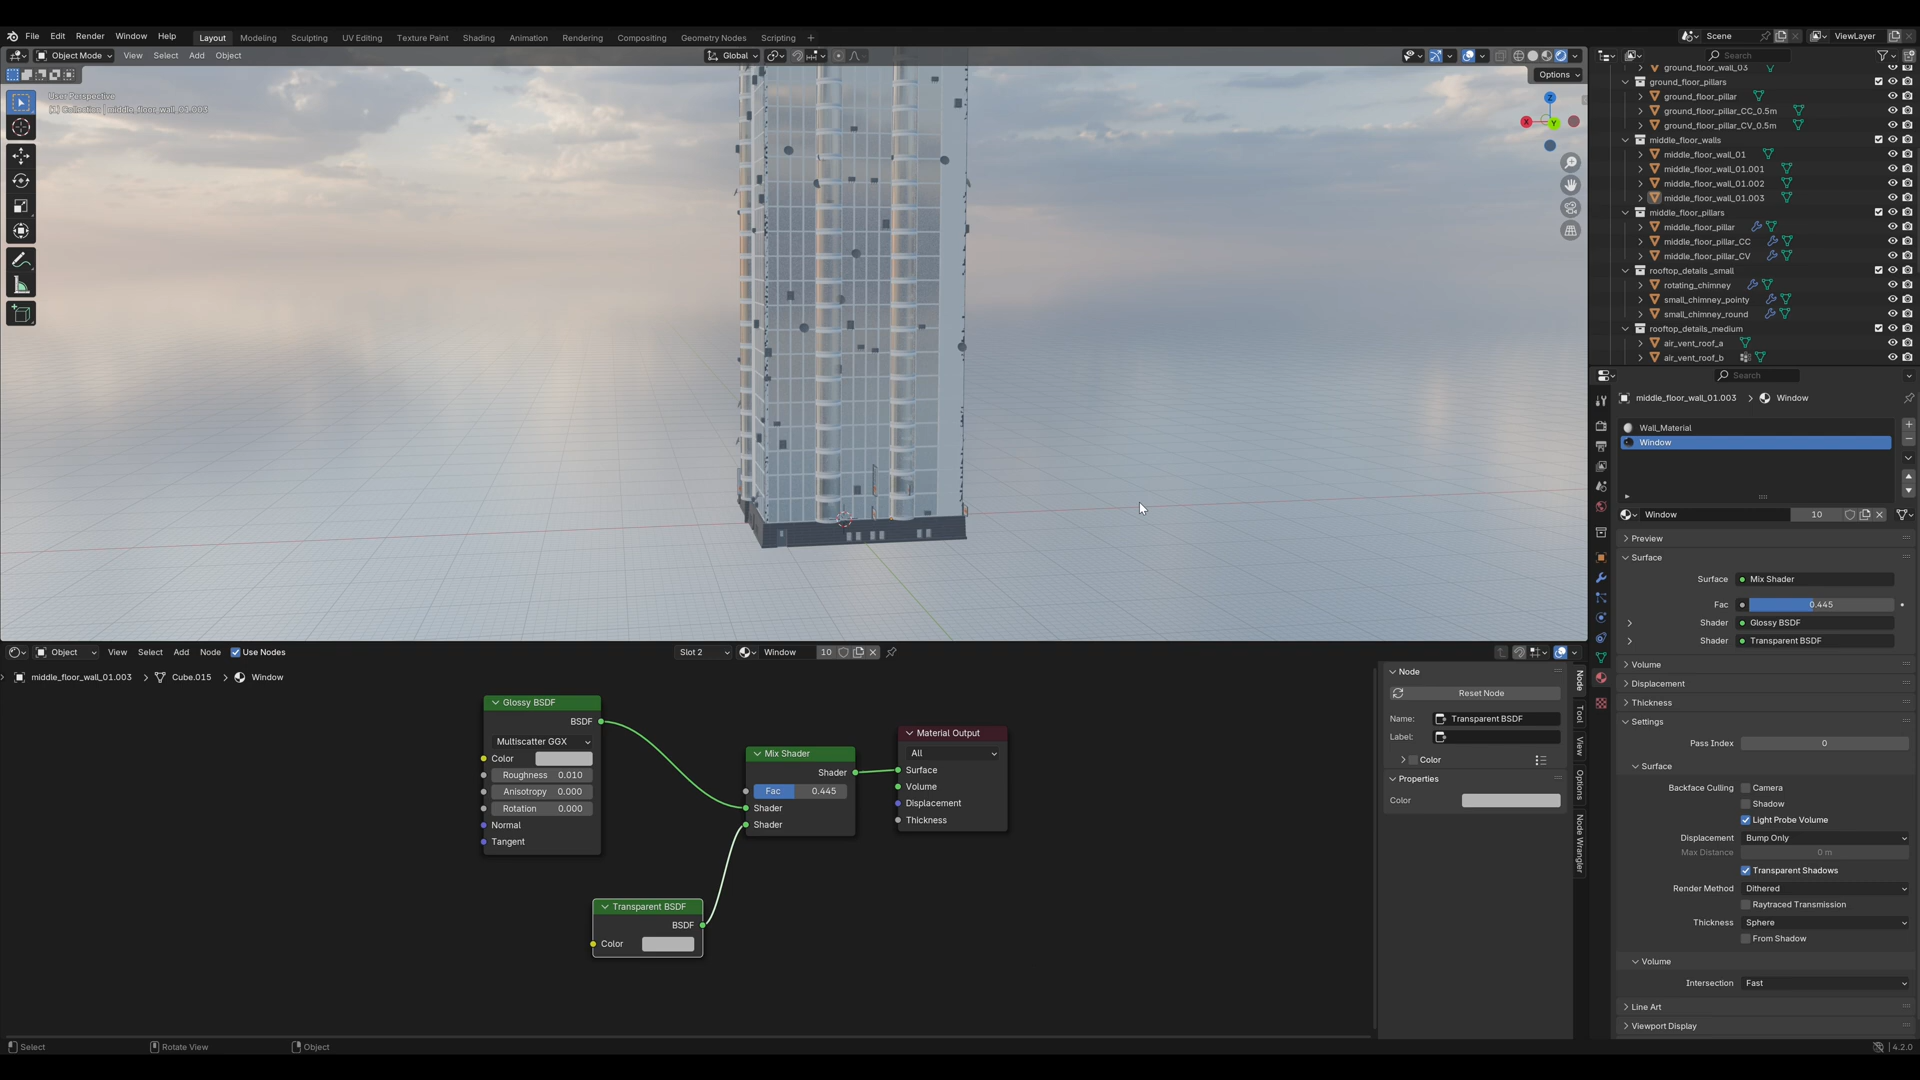 File Edit Render Window Help Layout Modeling Sculpting UV Editing Texture Paint Shading Animation Rendering Compositing Geometry Nodes Scripting + Scene ViewLayer
Object Mode View Select Add Object Global Search
Options
User Perspective
(1) Collection | middle_floor_wall_01.003
Z
X
Y
ground_floor_wall_03
ground_floor_pillars
ground_floor_pillar
ground_floor_pillar_CC_0.5m
ground_floor_pillar_CV_0.5m
middle_floor_walls
middle_floor_wall_01
middle_floor_wall_01.001
middle_floor_wall_01.002
middle_floor_wall_01.003
middle_floor_pillars
middle_floor_pillar
middle_floor_pillar_CC
middle_floor_pillar_CV
rooftop_details _small
rotating_chimney
small_chimney_pointy
small_chimney_round
rooftop_details_medium
air_vent_roof_a
air_vent_roof_b
Search
middle_floor_wall_01.003 > Window
Wall_Material
Window
Window 10
Preview
Surface
Surface Mix Shader
Fac 0.445
Shader Glossy BSDF
Shader Transparent BSDF
Volume
Displacement
Thickness
Settings
Pass Index 0
Surface
Backface Culling Camera
Shadow
Light Probe Volume
Displacement Bump Only
Max Distance 0 m
Transparent Shadows
Render Method Dithered
Raytraced Transmission
Thickness Sphere
From Shadow
Volume
Intersection Fast
Line Art
Viewport Display
Object View Select Add Node Use Nodes Slot 2 Window 10
middle_floor_wall_01.003 > Cube.015 > Window
Glossy BSDF
BSDF
Multiscatter GGX
Color
Roughness 0.010
Anisotropy 0.000
Rotation 0.000
Normal
Tangent
Mix Shader
Shader
Fac 0.445
Shader
Shader
Material Output
All
Surface
Volume
Displacement
Thickness
Transparent BSDF
BSDF
Color
Node
Reset Node
Name: Transparent BSDF
Label:
Color
Properties
Color
Node
Tool
View
Options
Node Wrangler
Select Rotate View Object 4.2.0